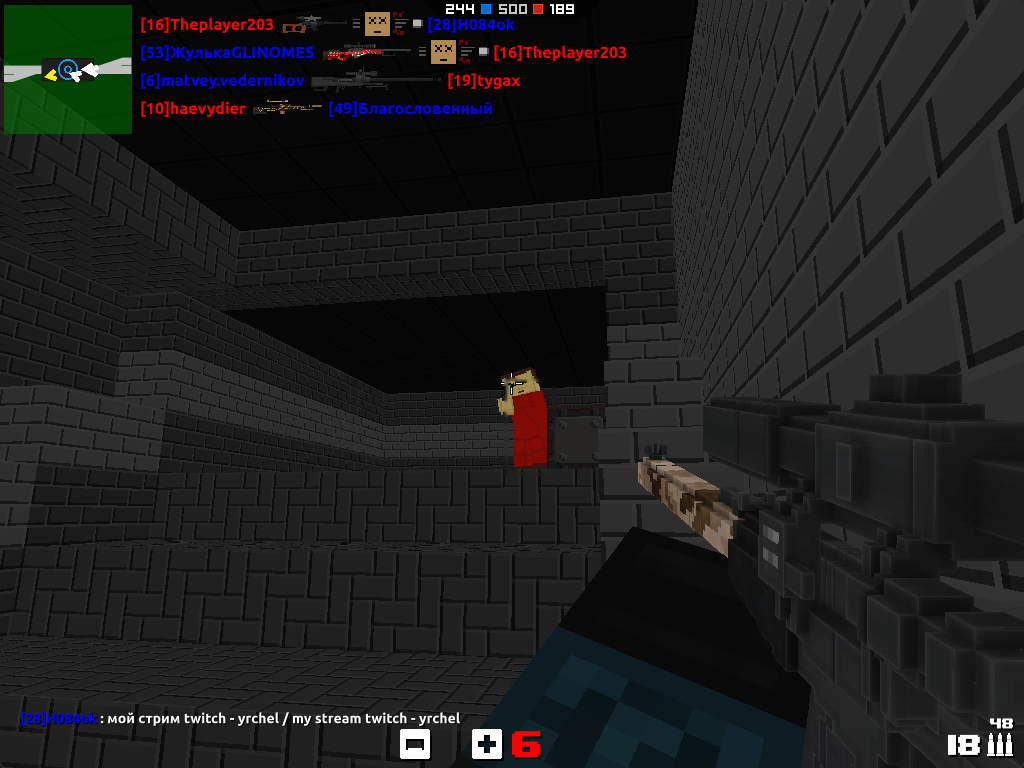 244 500 189
[16]Theplayer203 [28]H084ok
[53]ЖулькаGLINOMES [16]Theplayer203
[6]matvey.vedernikov [19]tygax
[10]haevydier [49]Благословенный
[28]H084ok : мой стрим twitch - yrchel / my stream twitch - yrchel
48
6 18